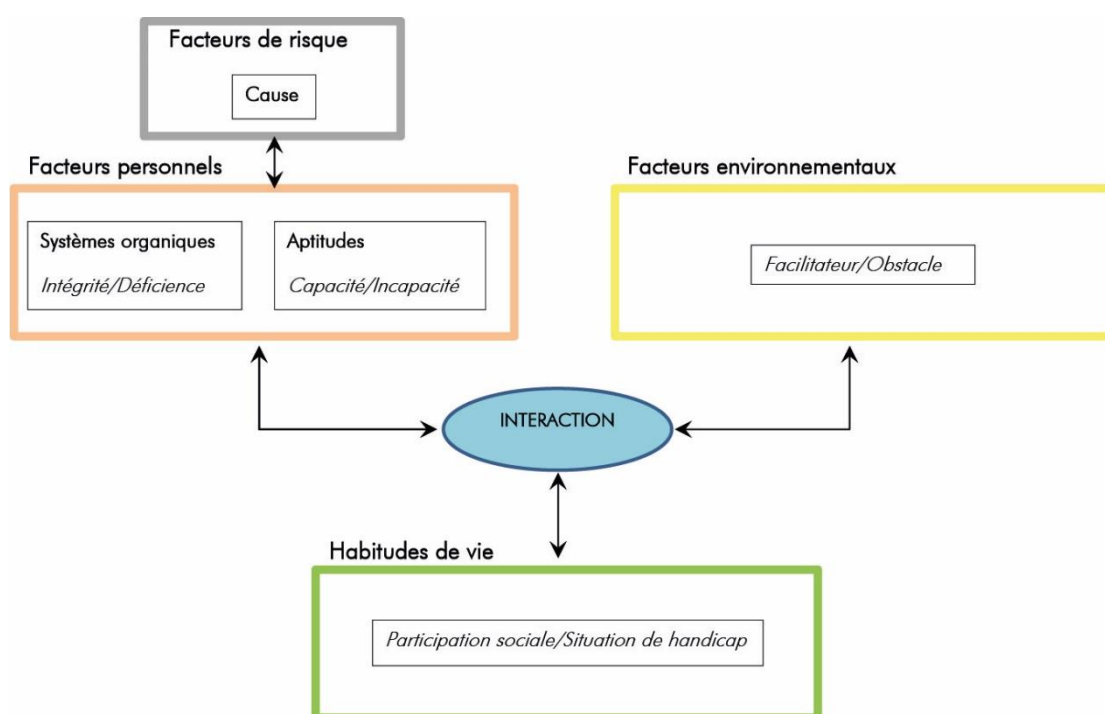 Facteurs de risque
Cause
Facteurs personnels
Facteurs environnementaux
Systèmes organiques
Intégrité/Déficience
Aptitudes
Capacité/Incapacité
Facilitateur/Obstacle
INTERACTION
Habitudes de vie
Participation sociale/Situation de handicap